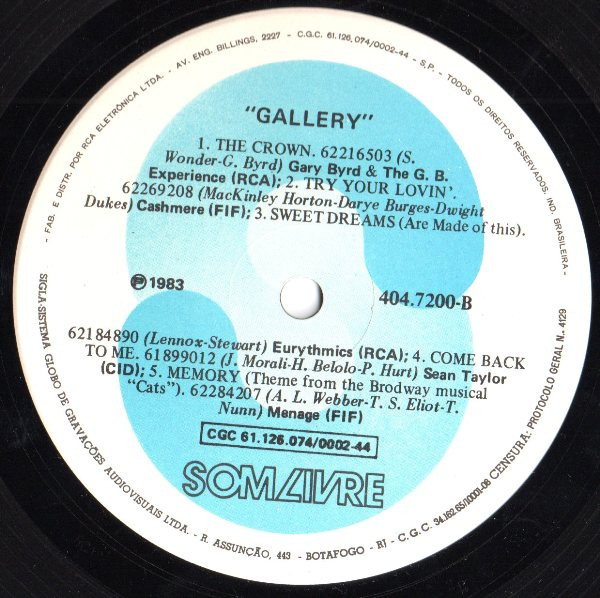 - FAB. E DISTR. POR RCA ELETRÔNICA LTDA. - AV. ENG. BILLINGS, 2227 - C.G.C. 61.126.074/0002-44 - S.P. - TODOS OS DIREITOS RESERVADOS. IND. BRASILEIRA -
"GALLERY"
1. THE CROWN. 62216503 (S.
Wonder-G. Byrd) Gary Byrd & The G. B.
Experience (RCA); 2. TRY YOUR LOVIN'.
62269208 (MacKinley Horton-Darye Burges-Dwight
Dukes) Cashmere (FIF); 3. SWEET DREAMS (Are Made of this).
℗ 1983
404.7200-B
62184890 (Lennox-Stewart) Eurythmics (RCA); 4. COME BACK
TO ME. 61899012 (J. Morali-H. Belolo-P. Hurt) Sean Taylor
(CID); 5. MEMORY (Theme from the Brodway musical
"Cats"). 62284207 (A. L. Webber-T. S. Eliot-T.
Nunn) Menage (FIF)
CGC 61.126.074/0002-44
SOM LIVRE
SIGLA-SISTEMA GLOBO DE GRAVAÇÕES AUDIOVISUAIS LTDA. - R. ASSUNÇÃO, 443 - BOTAFOGO - RJ - C.G.C. 34.162.65/0001-08 CENSURA: PROTOCOLO GERAL N.. 4129